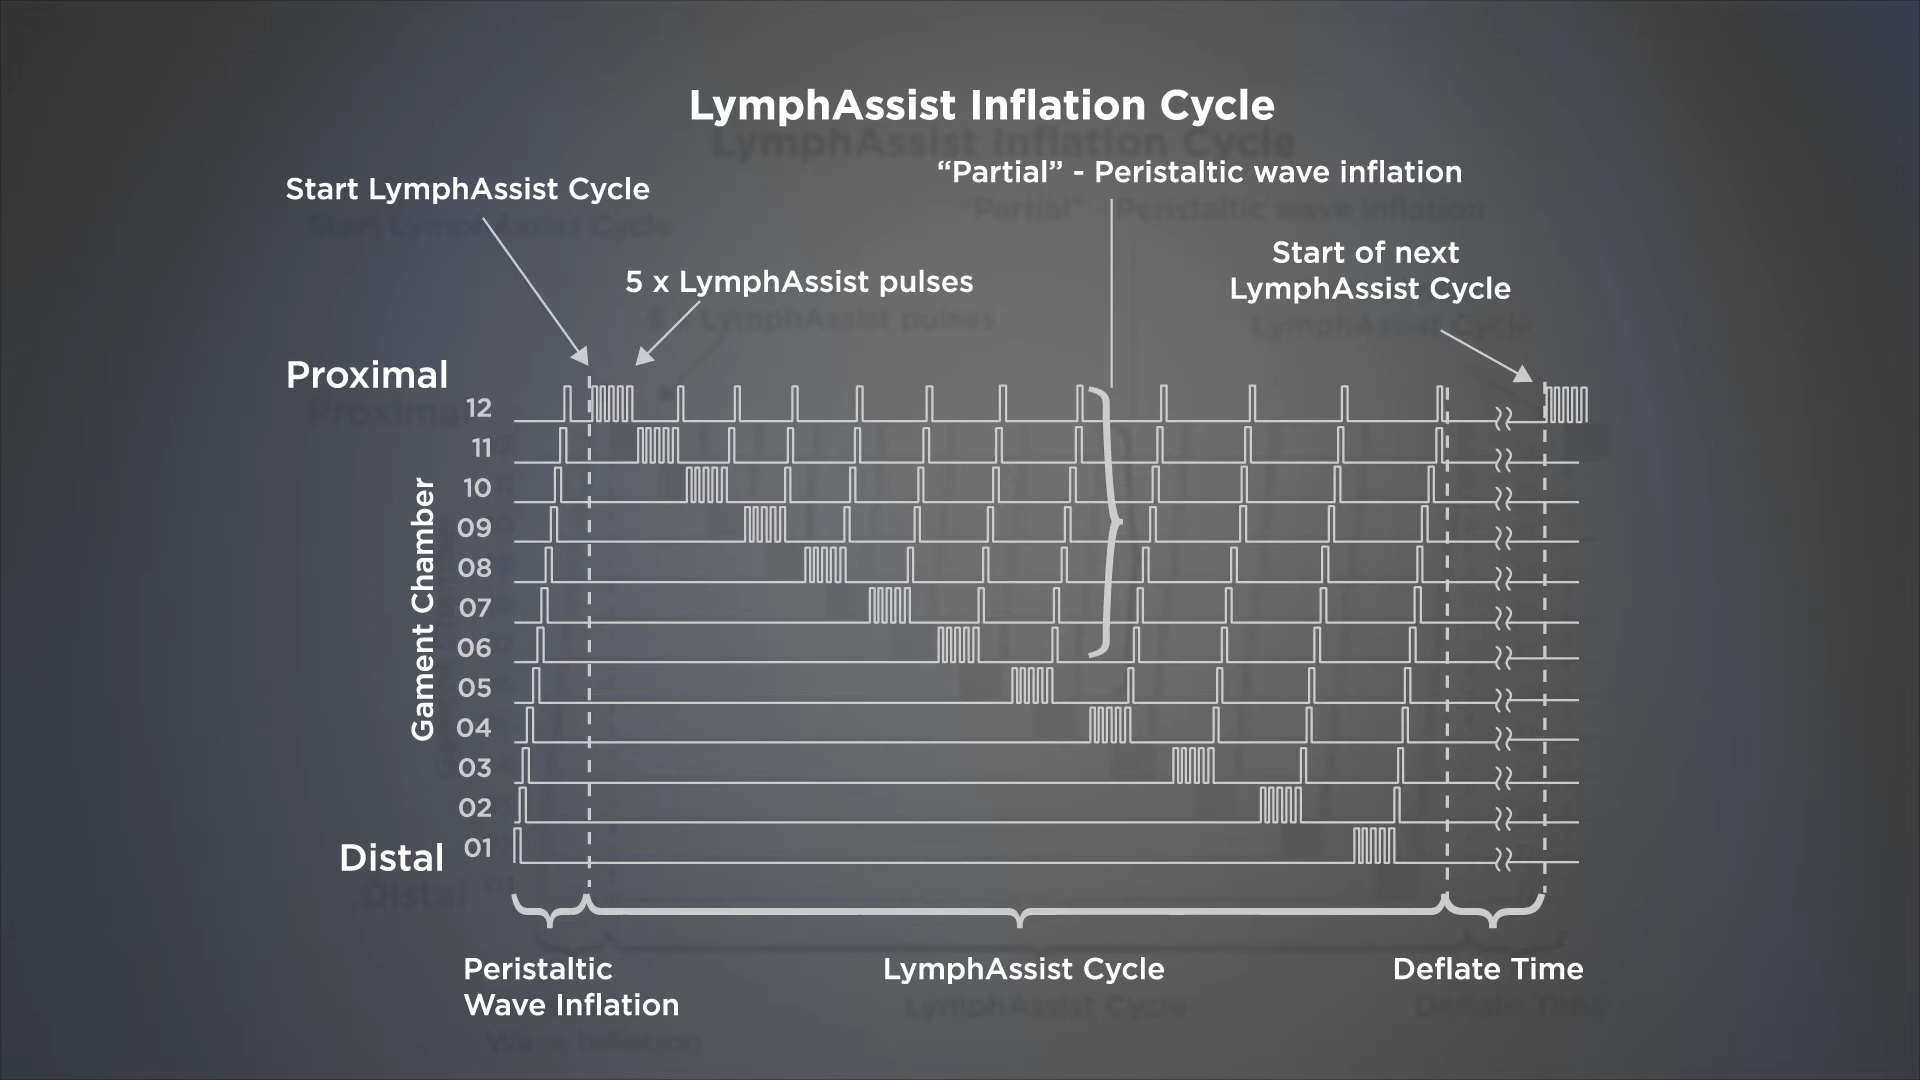 LymphAssist Inflation Cycle
“Partial” - Peristaltic wave inflation
Start LymphAssist Cycle
Start of next
LymphAssist Cycle
5 x LymphAssist pulses
Proximal
12
11
10
09
08
07
06
05
04
03
02
01
Gament Chamber
Distal
Peristaltic
Wave Inflation
LymphAssist Cycle
Deflate Time